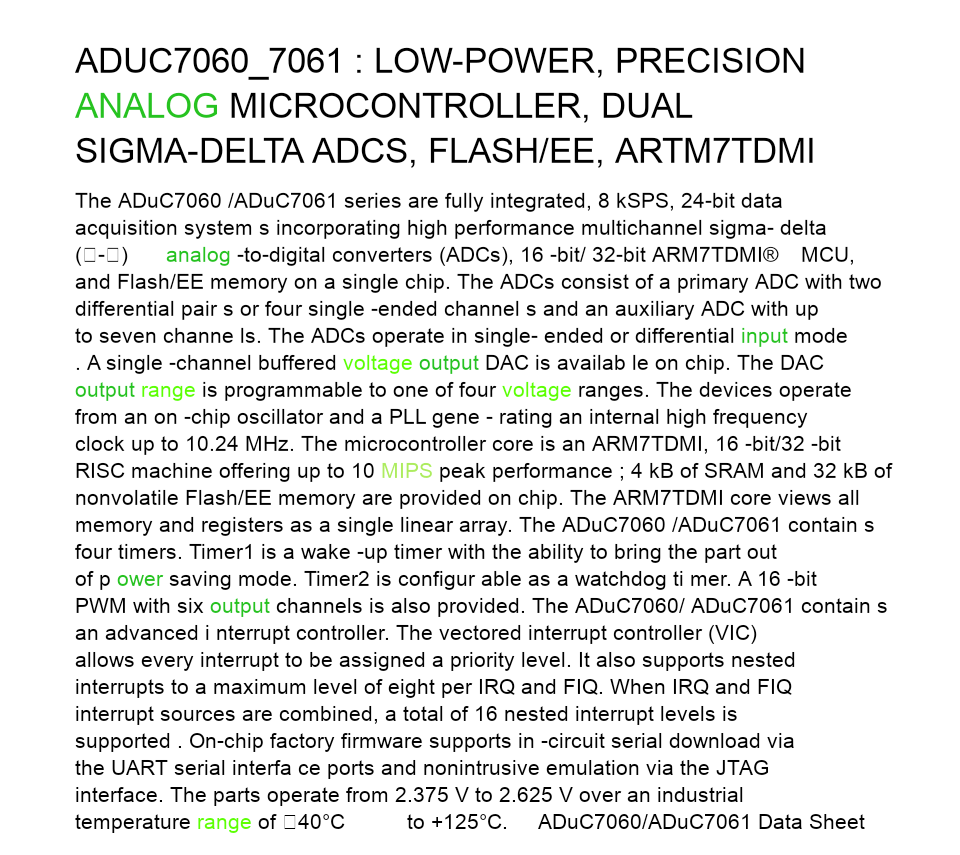 ADUC7060_7061 : LOW-POWER, PRECISION
ANALOG MICROCONTROLLER, DUAL
SIGMA-DELTA ADCS, FLASH/EE, ARTM7TDMI
The ADuC7060 /ADuC7061 series are fully integrated, 8 kSPS, 24-bit data
acquisition system s incorporating high performance multichannel sigma- delta
(□-□) analog -to-digital converters (ADCs), 16 -bit/ 32-bit ARM7TDMI® MCU,
and Flash/EE memory on a single chip. The ADCs consist of a primary ADC with two
differential pair s or four single -ended channel s and an auxiliary ADC with up
to seven channe ls. The ADCs operate in single- ended or differential input mode
. A single -channel buffered voltage output DAC is availab le on chip. The DAC
output range is programmable to one of four voltage ranges. The devices operate
from an on -chip oscillator and a PLL gene - rating an internal high frequency
clock up to 10.24 MHz. The microcontroller core is an ARM7TDMI, 16 -bit/32 -bit
RISC machine offering up to 10 MIPS peak performance ; 4 kB of SRAM and 32 kB of
nonvolatile Flash/EE memory are provided on chip. The ARM7TDMI core views all
memory and registers as a single linear array. The ADuC7060 /ADuC7061 contain s
four timers. Timer1 is a wake -up timer with the ability to bring the part out
of p ower saving mode. Timer2 is configur able as a watchdog ti mer. A 16 -bit
PWM with six output channels is also provided. The ADuC7060/ ADuC7061 contain s
an advanced i nterrupt controller. The vectored interrupt controller (VIC)
allows every interrupt to be assigned a priority level. It also supports nested
interrupts to a maximum level of eight per IRQ and FIQ. When IRQ and FIQ
interrupt sources are combined, a total of 16 nested interrupt levels is
supported . On-chip factory firmware supports in -circuit serial download via
the UART serial interfa ce ports and nonintrusive emulation via the JTAG
interface. The parts operate from 2.375 V to 2.625 V over an industrial
temperature range of □40°C to +125°C. ADuC7060/ADuC7061 Data Sheet